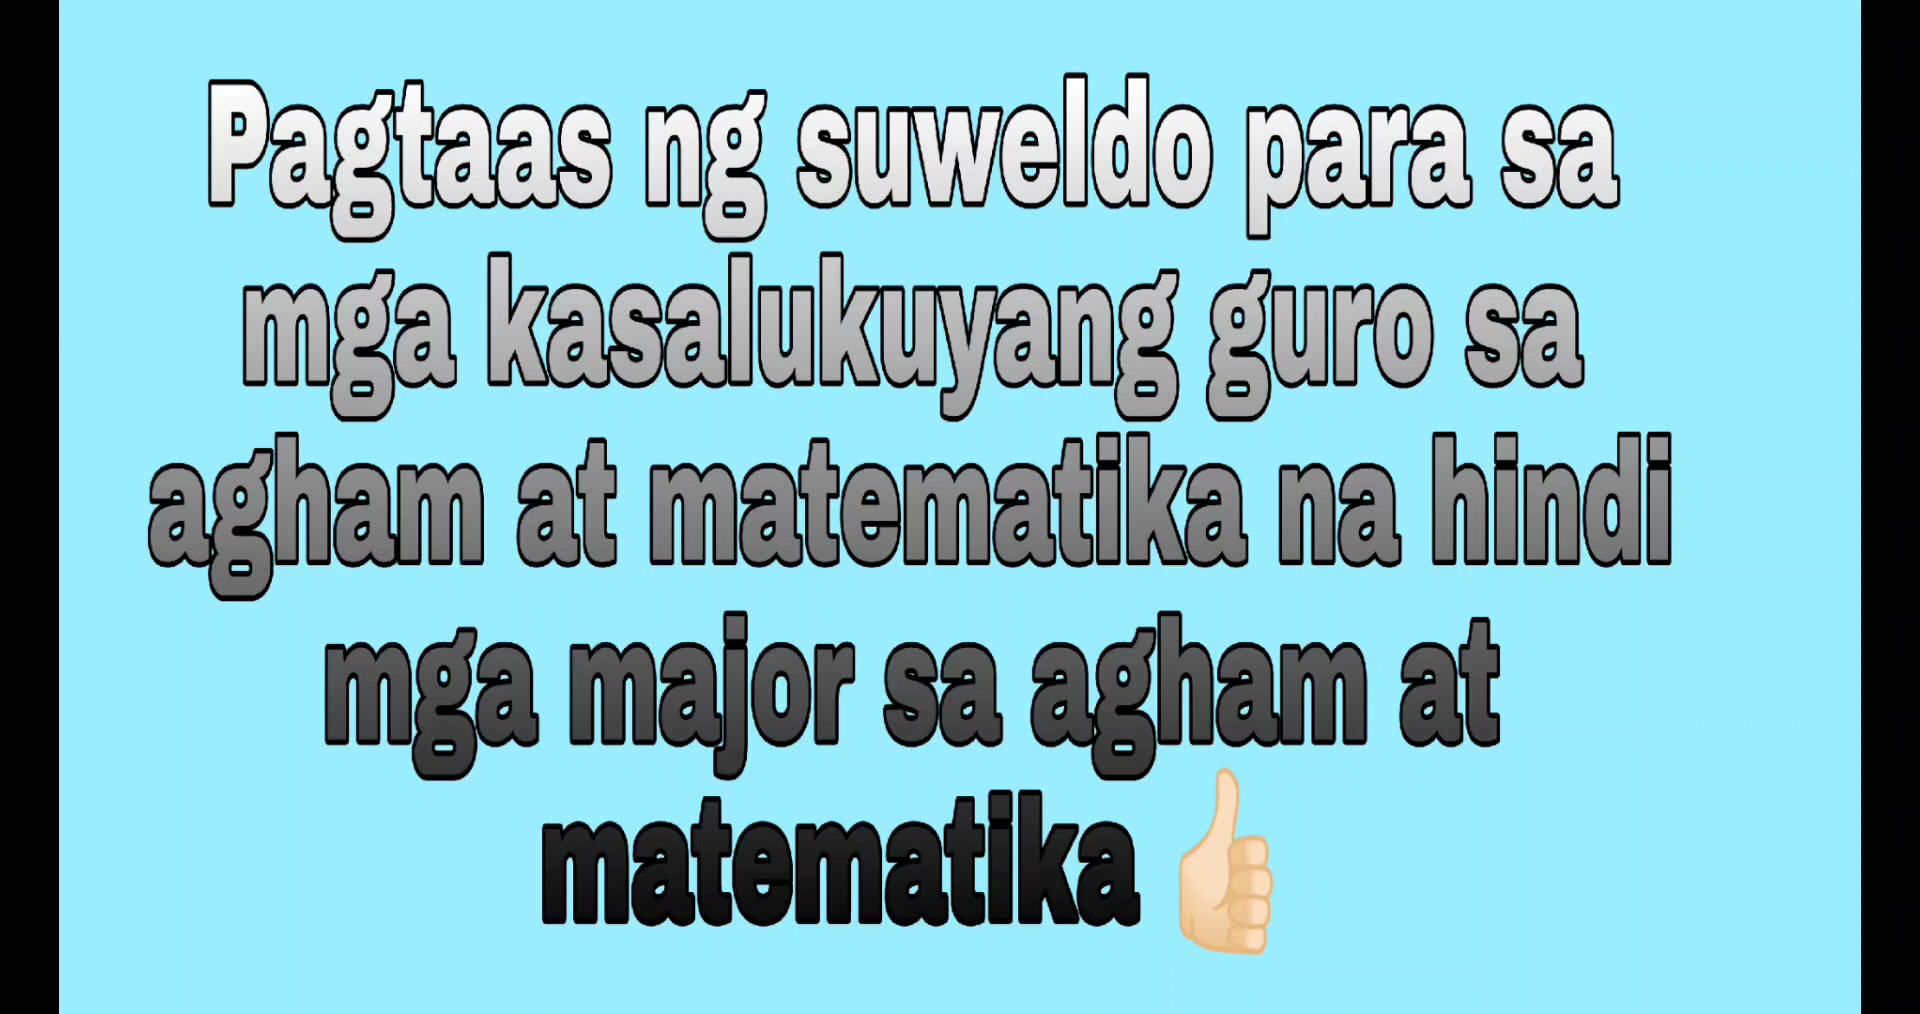 Pagtaas ng suweldo para sa
mga kasalukuyang guro sa
agham at matematika na hindi
mga major sa agham at
matematika 👍🏻